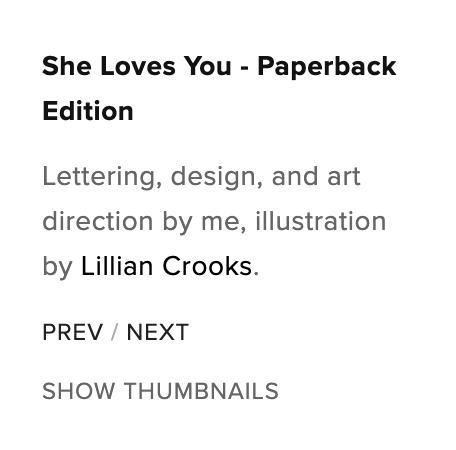 She Loves You - Paperback
Edition
Lettering, design, and art
direction by me, illustration
by Lillian Crooks.
PREV / NEXT
SHOW THUMBNAILS